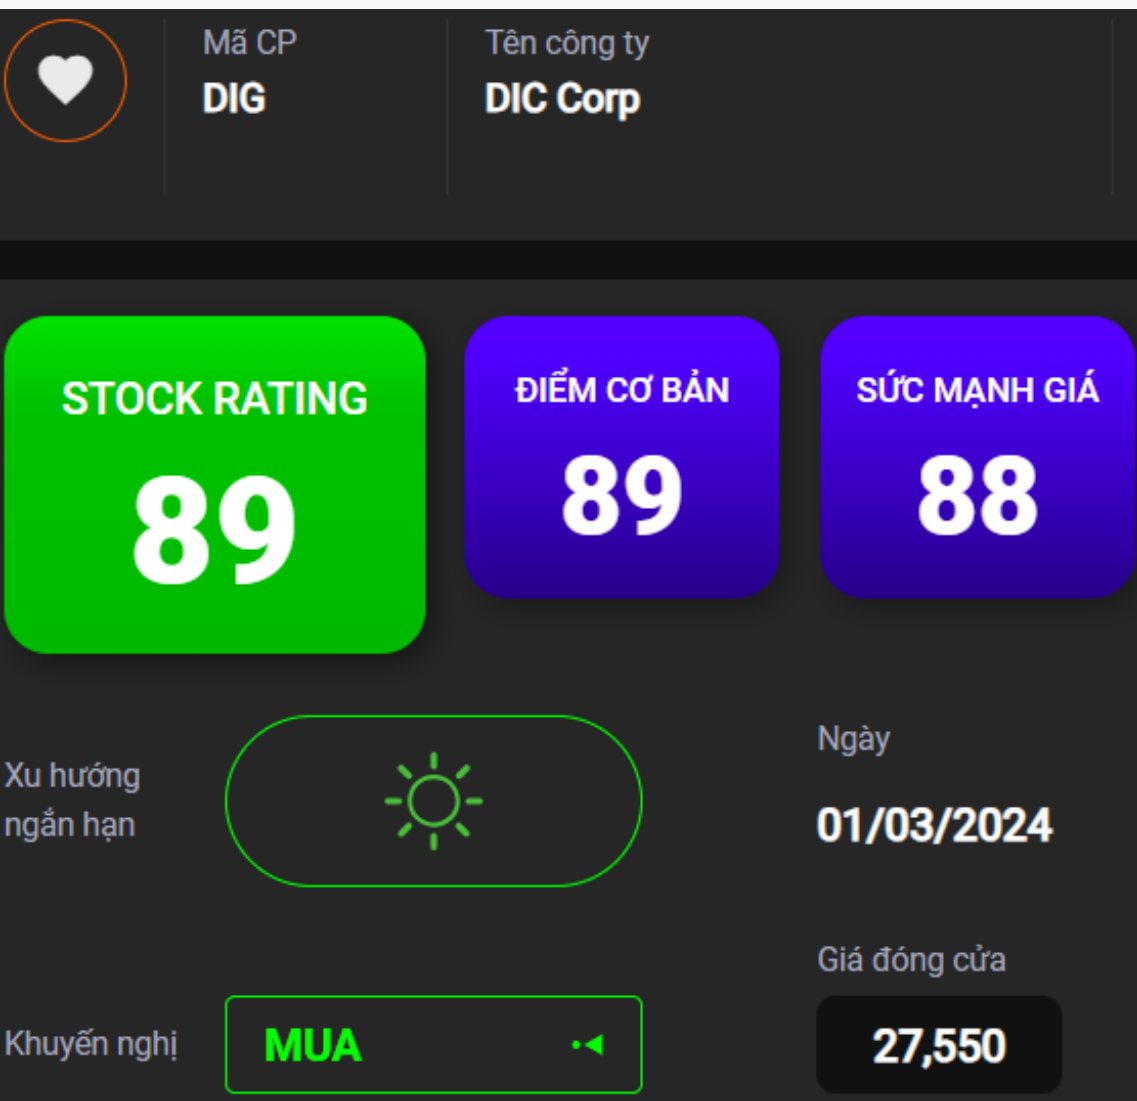 Mã CP
DIG
Tên công ty
DIC Corp
STOCK RATING
89
ĐIỂM CƠ BẢN
89
SỨC MẠNH GIÁ
88
Xu hướng
ngắn hạn
Ngày
01/03/2024
Khuyến nghị
MUA
Giá đóng cửa
27,550